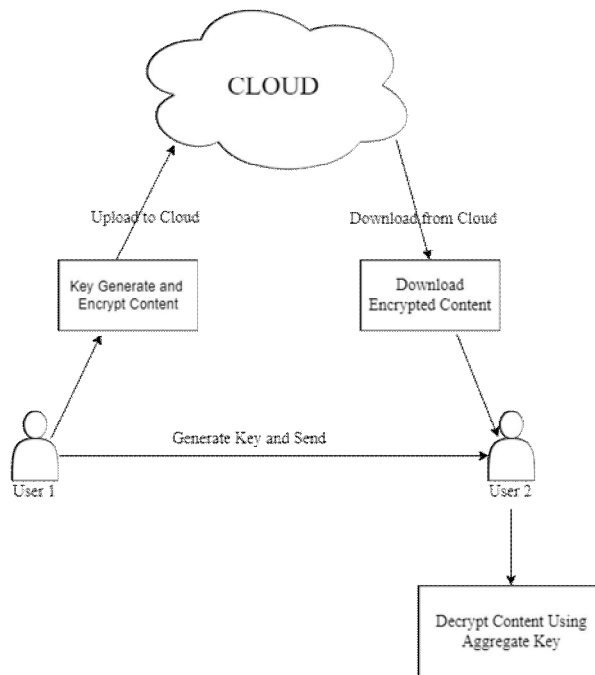 CLOUD
Upload to Cloud
Download from Cloud
Key Generate and
Encrypt Content
Download
Encrypted Content
Generate Key and Send
User 1
User 2
Decrypt Content Using
Aggregate Key